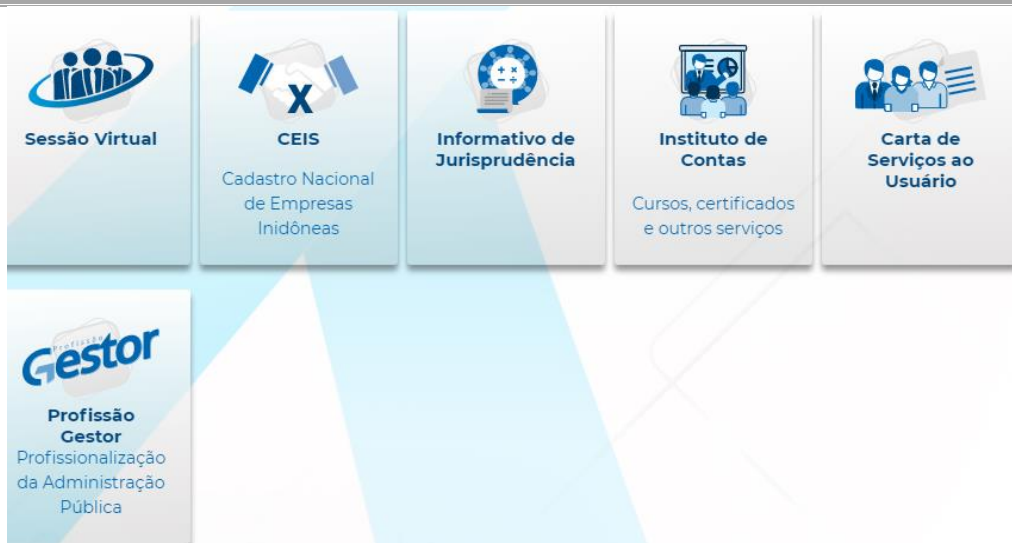 Sessão Virtual
CEIS
Cadastro Nacional
de Empresas
Inidôneas
Informativo de
Jurisprudência
Instituto de
Contas
Cursos, certificados
e outros serviços
Carta de
Serviços ao
Usuário
Profissão
Gestor
Profissão
Gestor
Profissionalização
da Administração
Pública